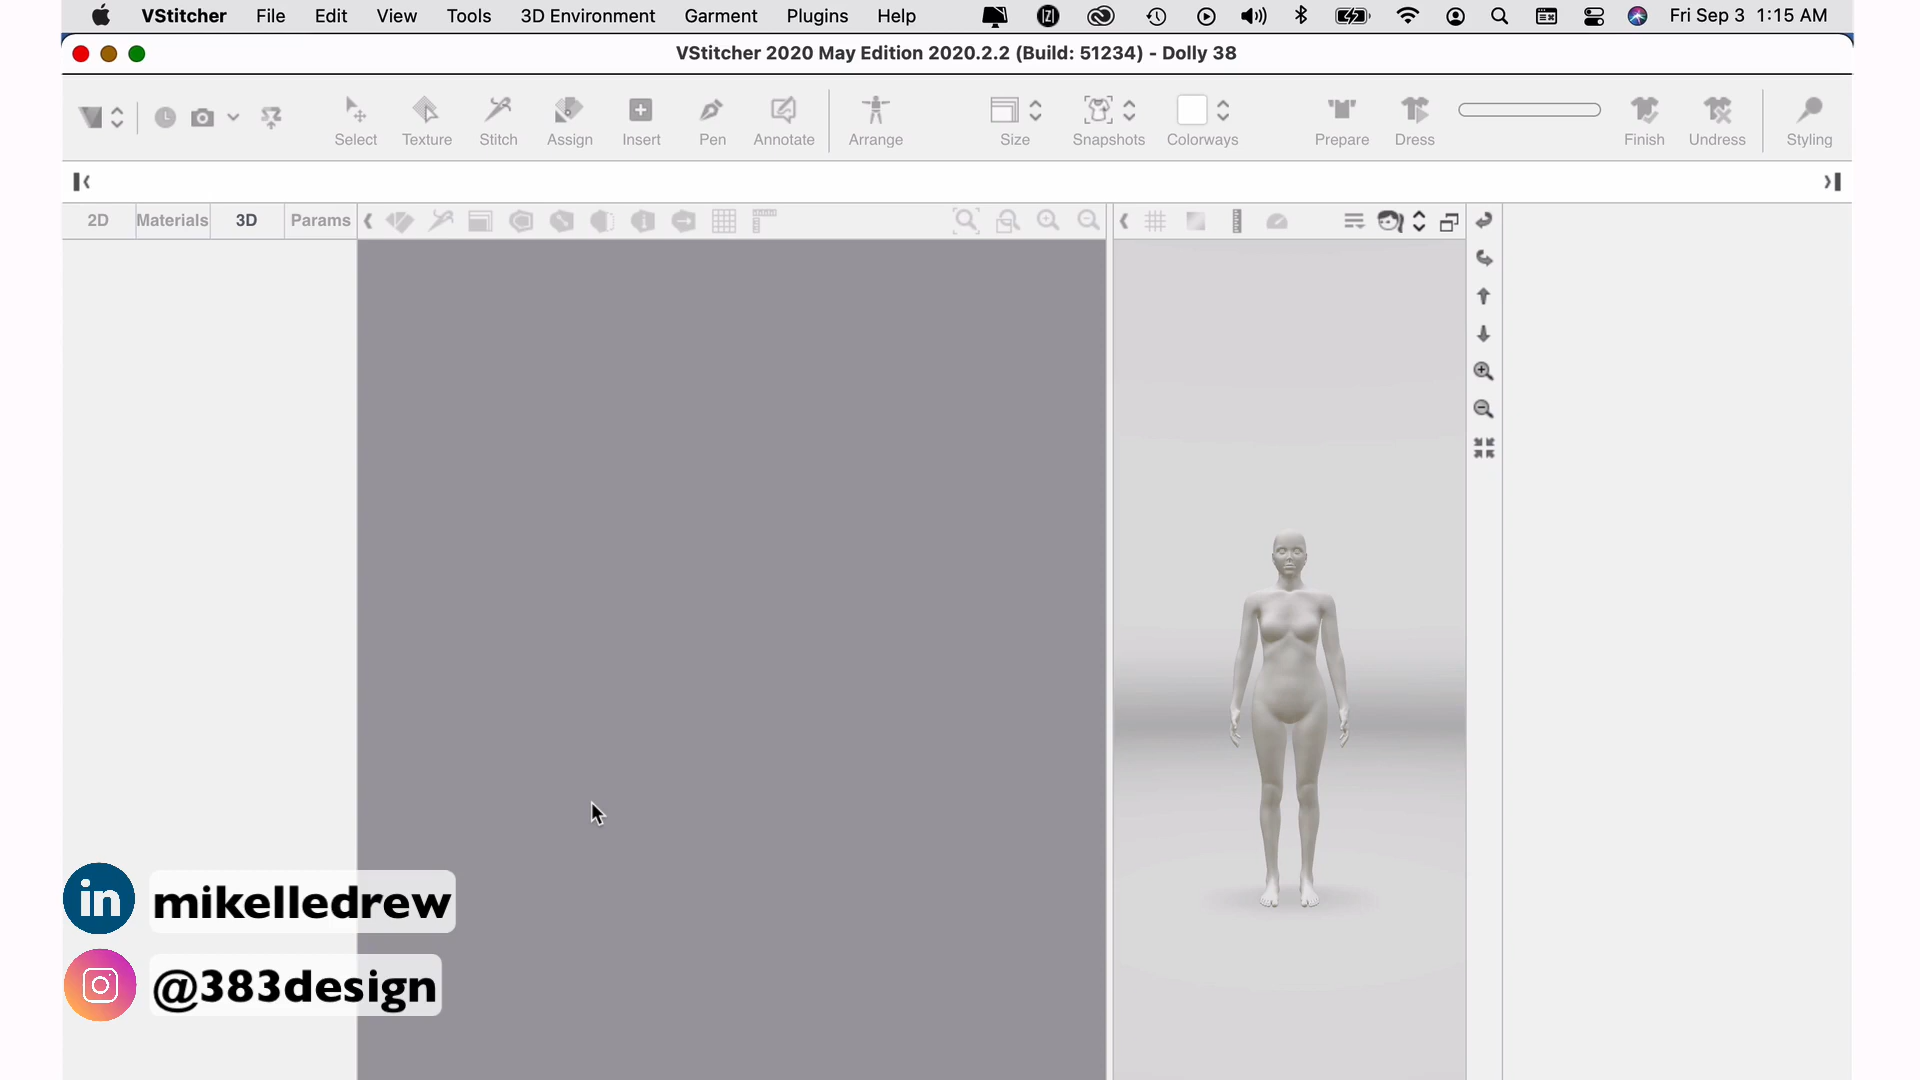 VStitcher File Edit View Tools 3D Environment Garment Plugins Help Fri Sep 3 1:15 AM
VStitcher 2020 May Edition 2020.2.2 (Build: 51234) - Dolly 38
Select Texture Stitch Assign Insert Pen Annotate Arrange Size Snapshots Colorways Prepare Dress Finish Undress Styling
2D Materials 3D Params
in mikelledrew
@383design